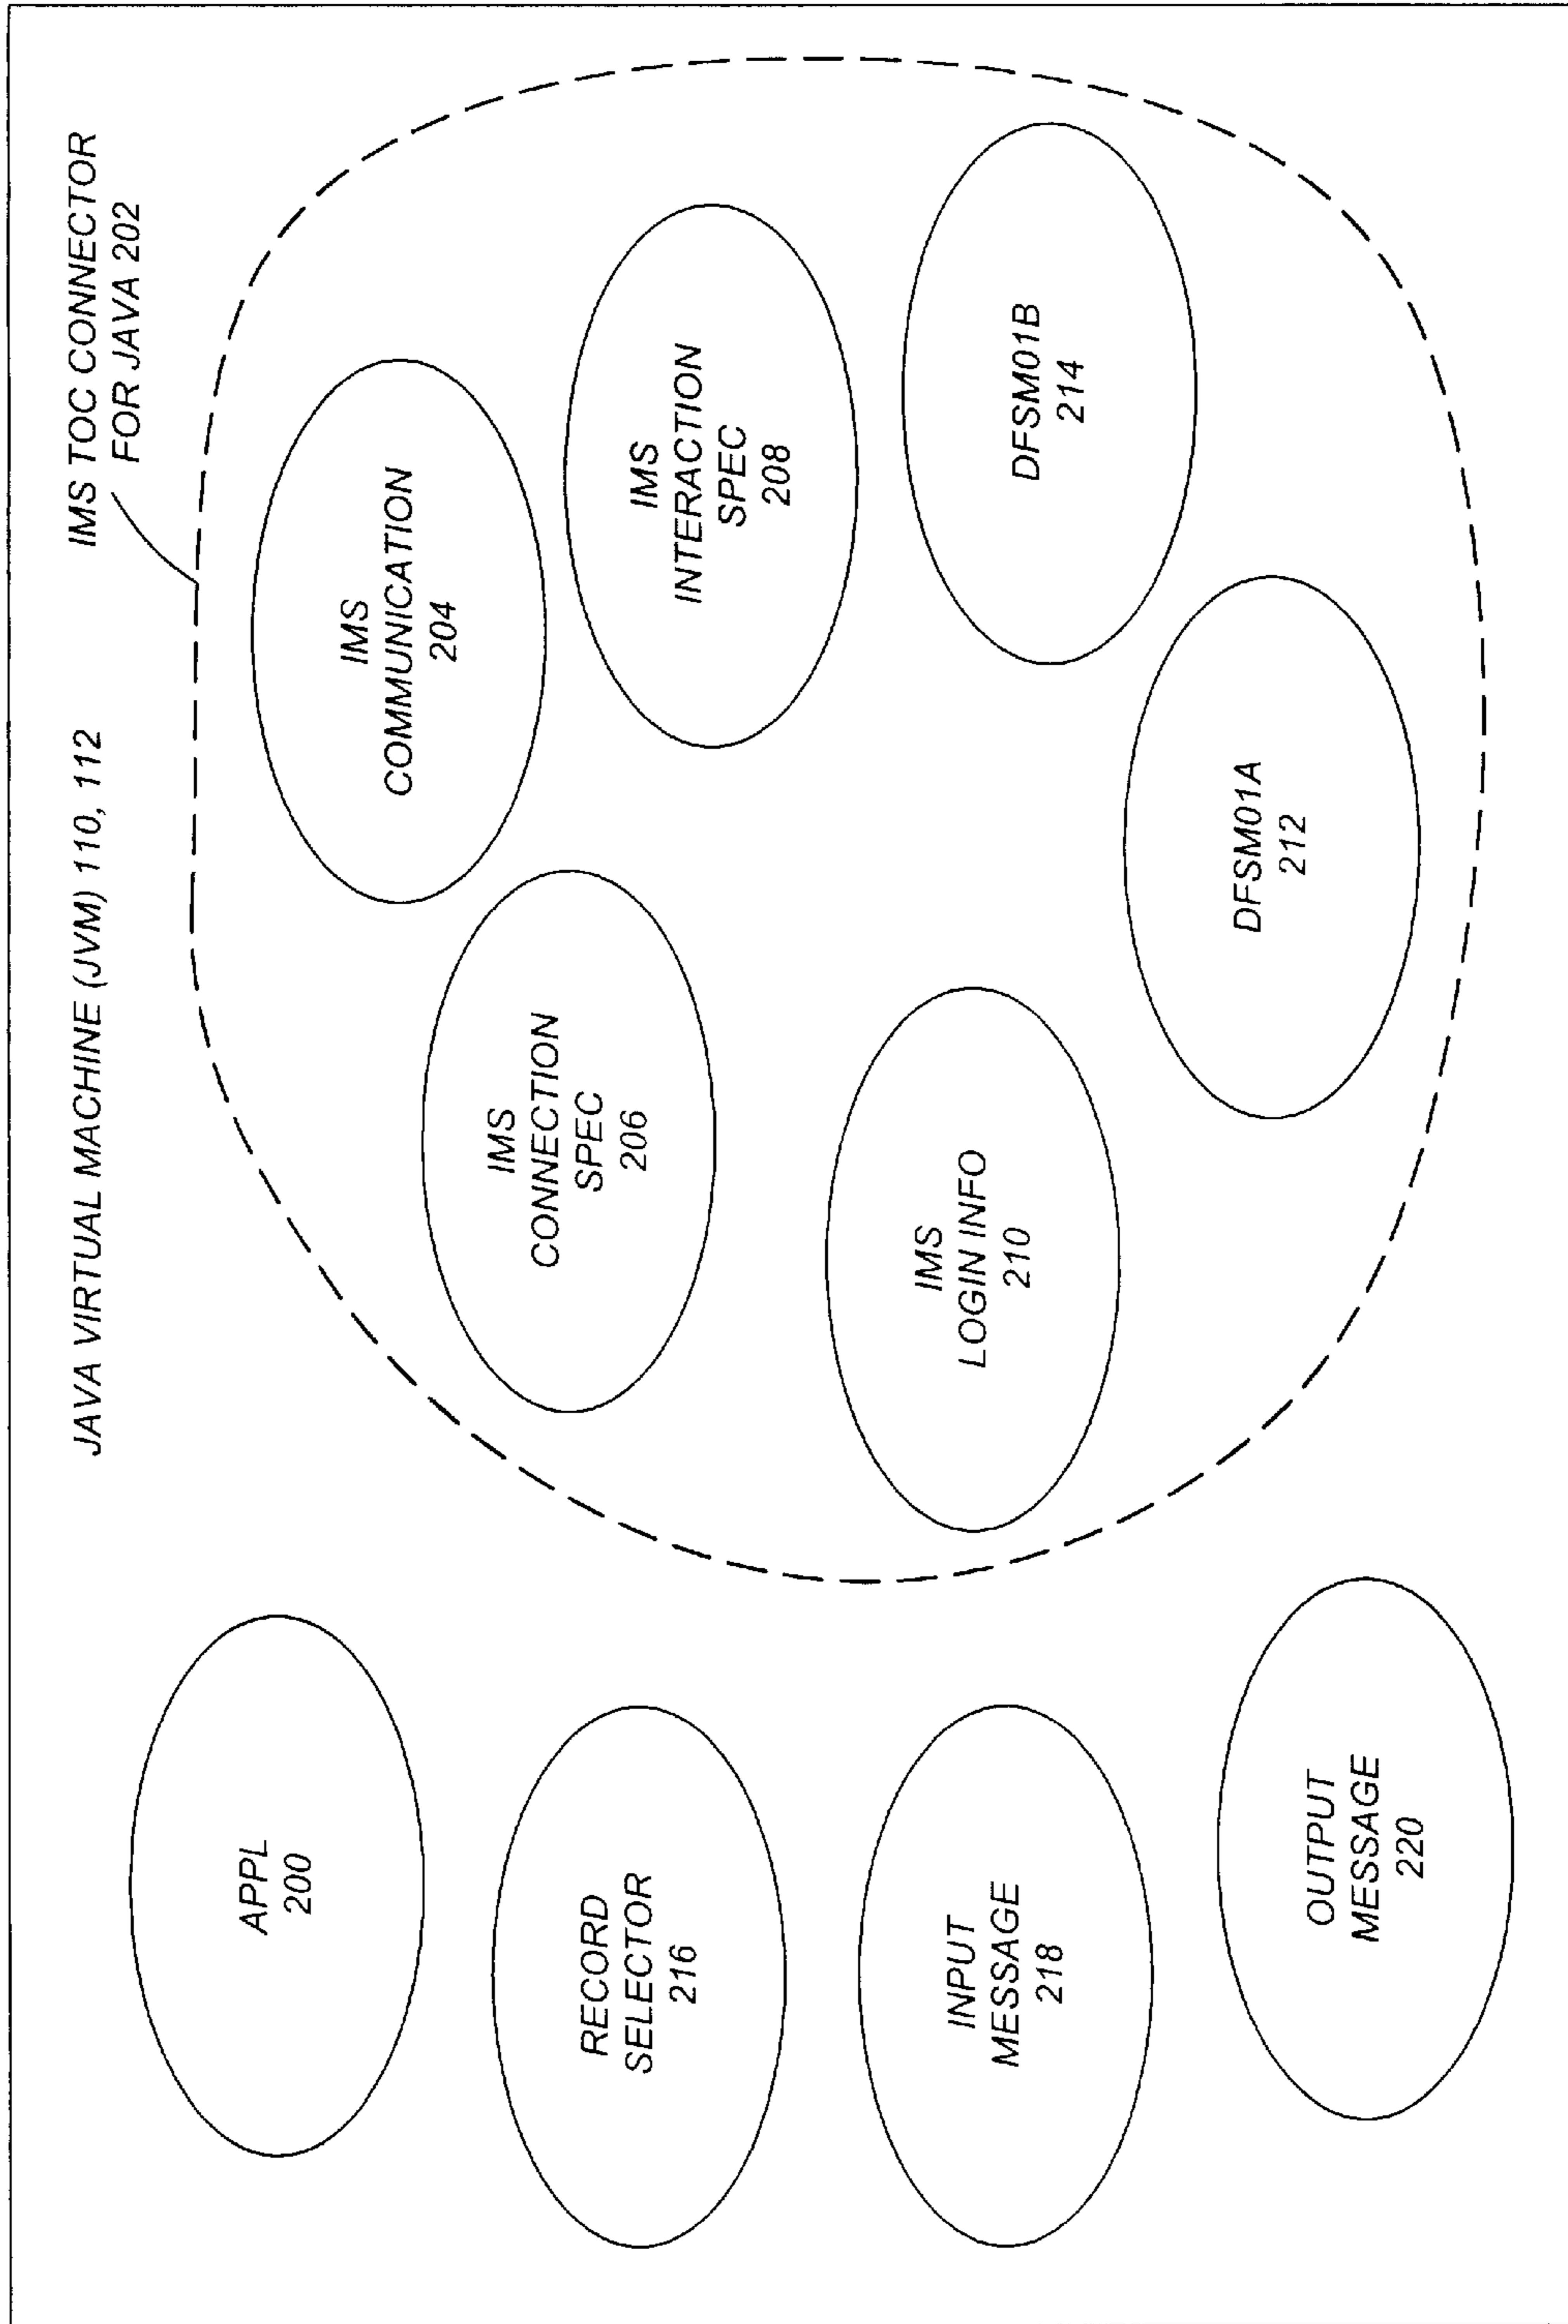 JAVA VIRTUAL MACHINE (JVM) 110, 112
IMS TOC CONNECTOR
FOR JAVA 202
APPL
200
RECORD
SELECTOR
216
INPUT
MESSAGE
218
OUTPUT
MESSAGE
220
IMS
COMMUNICATION
204
IMS
CONNECTION
SPEC
206
IMS
INTERACTION
SPEC
208
IMS
LOGIN INFO
210
DFSM01A
212
DFSM01B
214